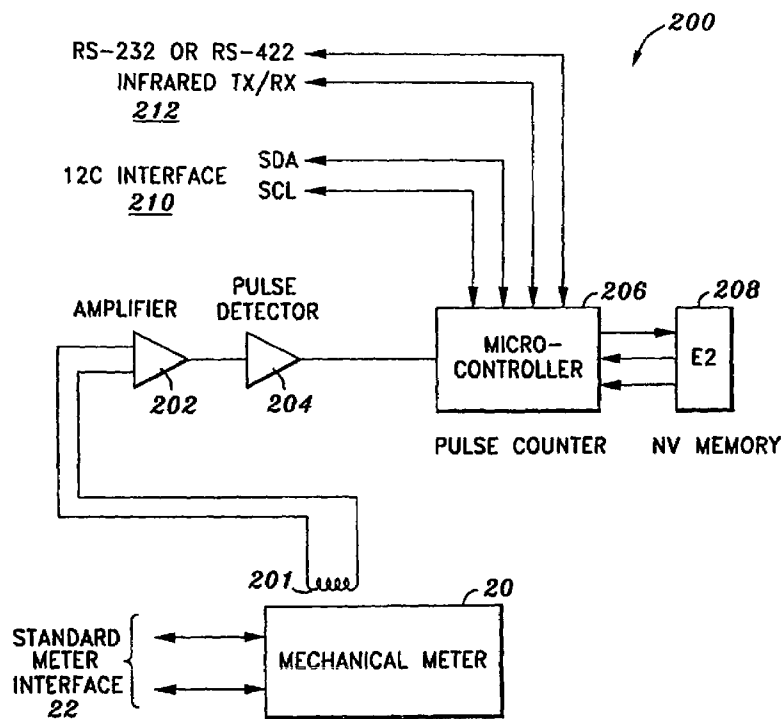 200
RS-232 OR RS-422
INFRARED TX/RX
212
SDA
12C INTERFACE
SCL
210
PULSE
DETECTOR
AMPLIFIER
206
208
MICRO-
CONTROLLER
E2
202
204
PULSE COUNTER
NV MEMORY
201
20
STANDARD
METER
INTERFACE
22
MECHANICAL METER